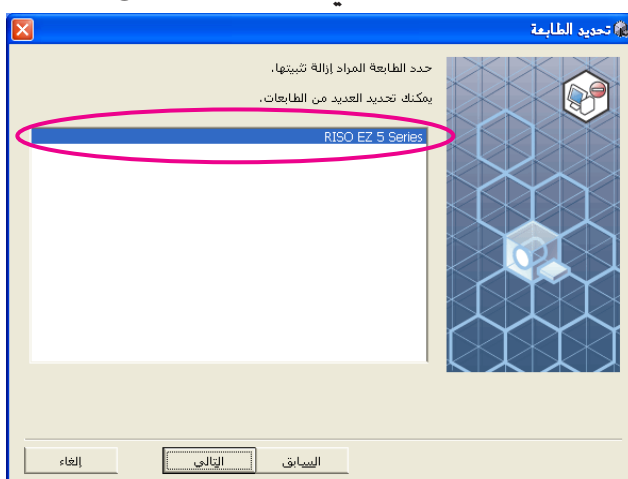 تحديد الطابعة
حدد الطابعة المراد إزالة تثبيتها.
يمكنك تحديد العديد من الطابعات.
RISO EZ 5 Series
السابق
التالي
إلغاء